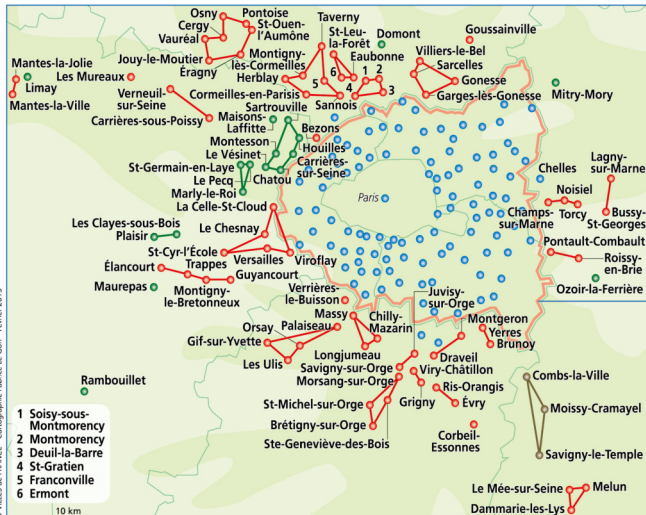 Osny
Pontoise
Cergy
St-Ouen-
l'Aumône
Vauréal
Jouy-le-Moutier
Éragny
Montigny-
lès-Cormeilles
Herblay
Cormeilles-en-Parisis
Taverny
St-Leu-
la-Forêt
Eaubonne
Domont
Sannois
1
2
3
4
5
6
Goussainville
Villiers-le-Bel
Sarcelles
Gonesse
Garges-lès-Gonesse
Mitry-Mory
Mantes-la-Jolie
Limay
Mantes-la-Ville
Les Mureaux
Verneuil-
sur-Seine
Carrières-sous-Poissy
Sartrouville
Maisons-
Laffitte
Bezons
Montesson
Houilles
Le Vésinet
Carrières-
sur-Seine
St-Germain-en-Laye
Le Pecq
Chatou
Marly-le-Roi
La Celle-St-Cloud
Paris
Chelles
Lagny-
sur-Marne
Noisiel
Champs-
sur-Marne
Torcy
Bussy-
St-Georges
Les Clayes-sous-Bois
Plaisir
Le Chesnay
St-Cyr-l'École
Versailles
Viroflay
Élancourt
Trappes
Guyancourt
Maurepas
Montigny-
le-Bretonneux
Pontault-Combault
Roissy-
en-Brie
Ozoir-la-Ferrière
Verrières-
le-Buisson
Juvisy-
sur-Orge
Massy
Chilly-
Mazarin
Montgeron
Yerres
Brunoy
Orsay
Palaiseau
Gif-sur-Yvette
Les Ulis
Longjumeau
Savigny-sur-Orge
Morsang-sur-Orge
Draveil
Viry-Châtillon
Ris-Orangis
Grigny
Évry
St-Michel-sur-Orge
Brétigny-sur-Orge
Ste-Geneviève-des-Bois
Corbeil-
Essonnes
Rambouillet
Combs-la-Ville
Moissy-Cramayel
Savigny-le-Temple
Le Mée-sur-Seine
Melun
Dammarie-les-Lys
1 Soisy-sous-
Montmorency
2 Montmorency
3 Deuil-la-Barre
4 St-Gratien
5 Franconville
6 Ermont
10 km